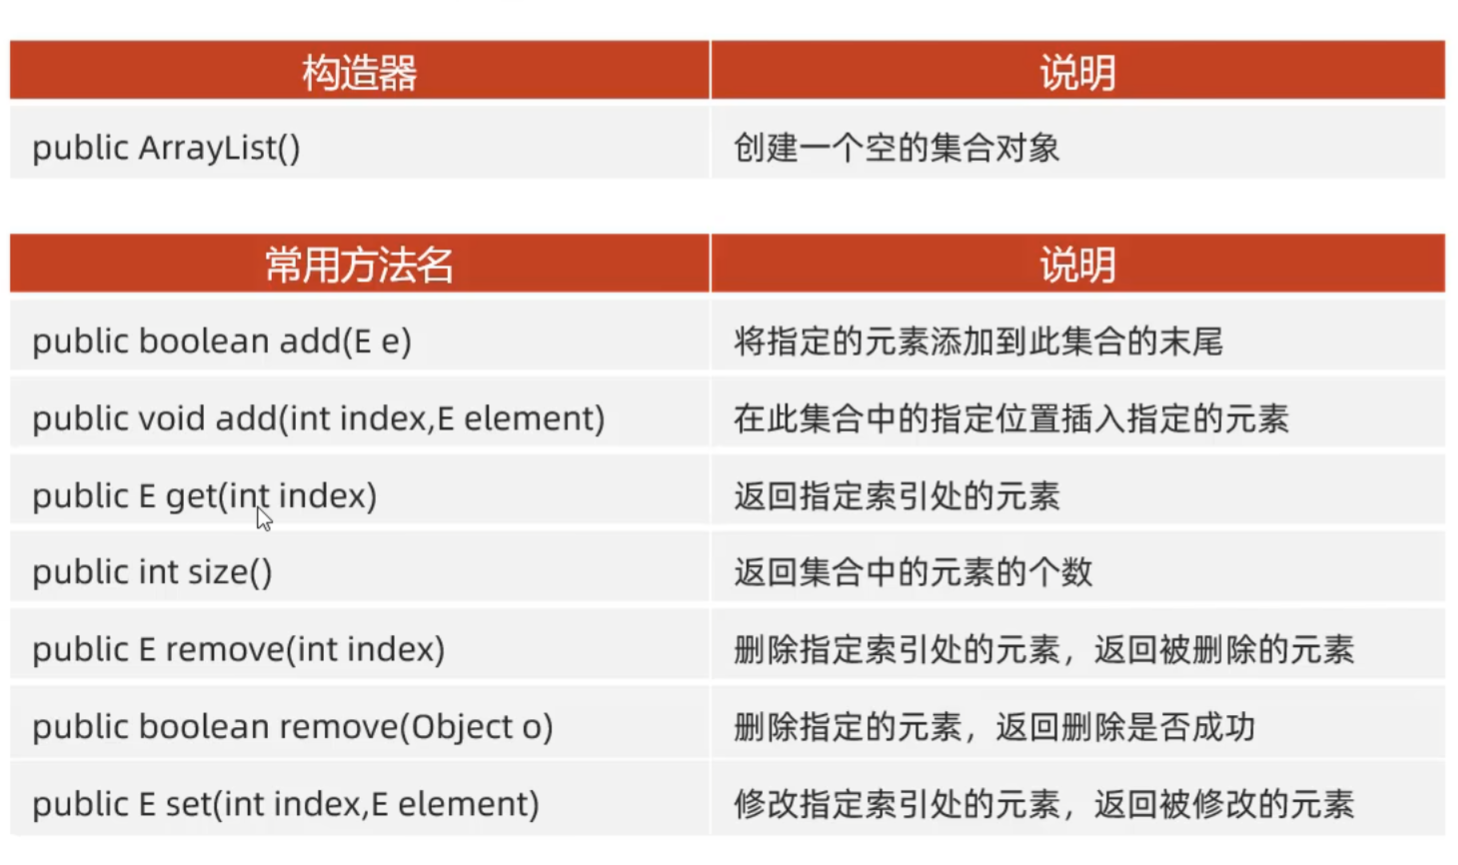 构造器 说明
public ArrayList() 创建一个空的集合对象
常用方法名 说明
public boolean add(E e) 将指定的元素添加到此集合的末尾
public void add(int index,E element) 在此集合中的指定位置插入指定的元素
public E get(int index) 返回指定索引处的元素
public int size() 返回集合中的元素的个数
public E remove(int index) 删除指定索引处的元素，返回被删除的元素
public boolean remove(Object o) 删除指定的元素，返回删除是否成功
public E set(int index,E element) 修改指定索引处的元素，返回被修改的元素